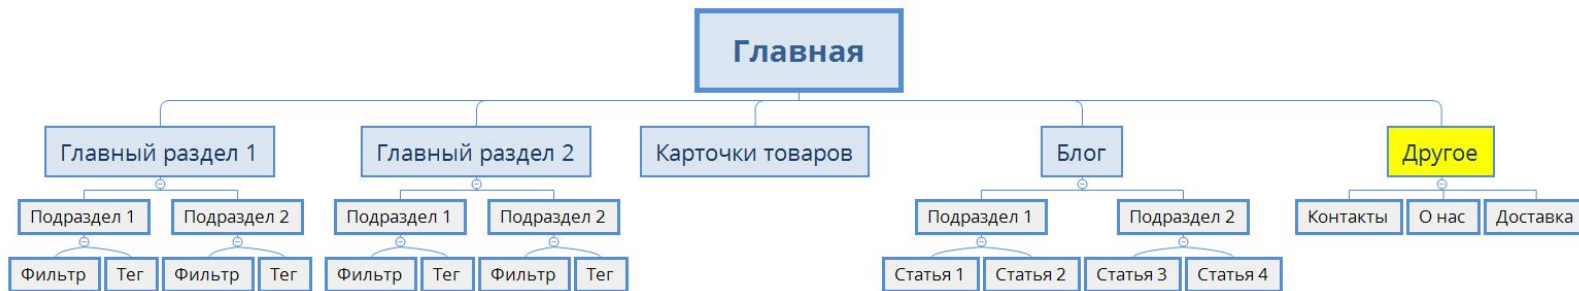 Главная
Главный раздел 1
Главный раздел 2
Карточки товаров
Блог
Другое
Подраздел 1
Подраздел 2
Подраздел 1
Подраздел 2
Подраздел 1
Подраздел 2
Контакты
О нас
Доставка
Фильтр
Тег
Фильтр
Тег
Фильтр
Тег
Фильтр
Тег
Статья 1
Статья 2
Статья 3
Статья 4